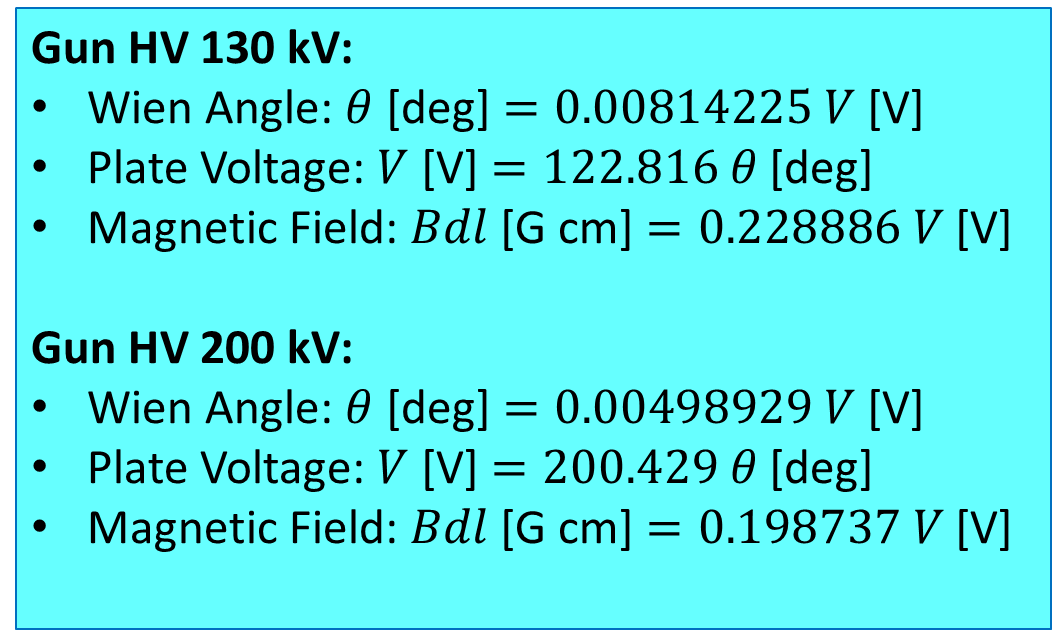 Gun HV 130 kV:
• Wien Angle: 𝜃 [deg] = 0.00814225 𝑉 [V]
• Plate Voltage: 𝑉 [V] = 122.816 𝜃 [deg]
• Magnetic Field: 𝐵𝑑𝑙 [G cm] = 0.228886 𝑉 [V]
Gun HV 200 kV:
• Wien Angle: 𝜃 [deg] = 0.00498929 𝑉 [V]
• Plate Voltage: 𝑉 [V] = 200.429 𝜃 [deg]
• Magnetic Field: 𝐵𝑑𝑙 [G cm] = 0.198737 𝑉 [V]